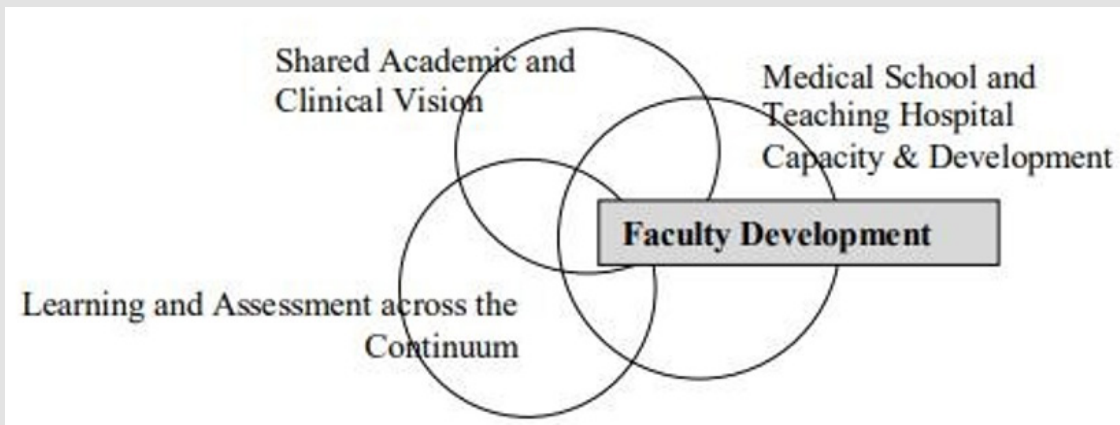 Shared Academic and
Clinical Vision
Medical School and
Teaching Hospital
Capacity & Development
Faculty Development
Learning and Assessment across the
Continuum